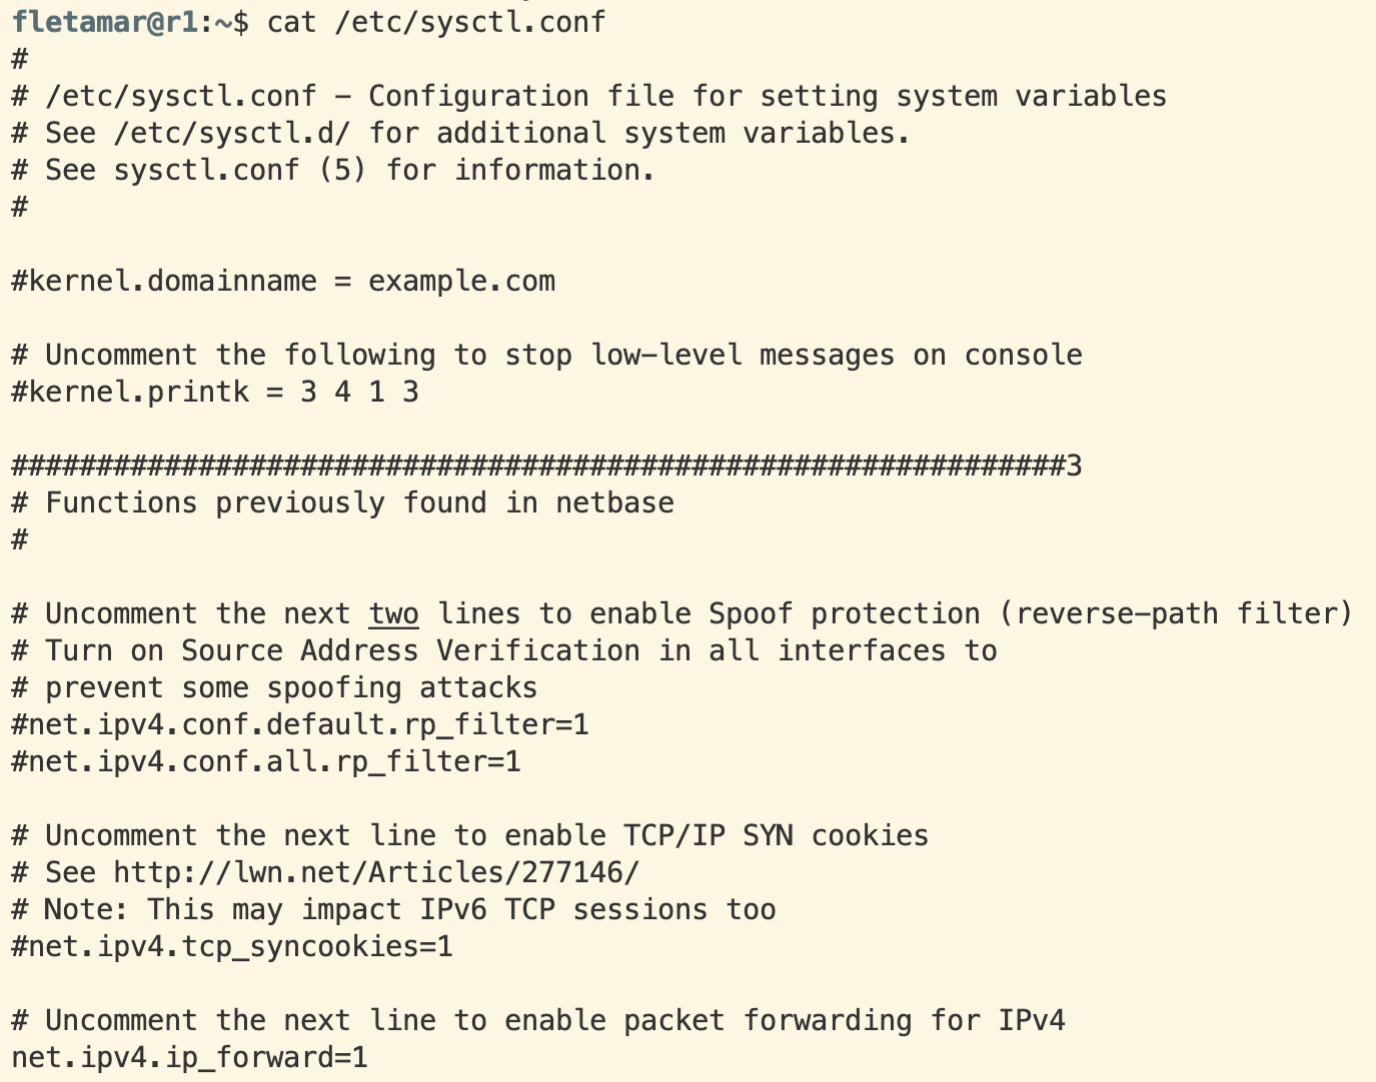 fletamar@r1:~$ cat /etc/sysctl.conf
#
# /etc/sysctl.conf - Configuration file for setting system variables
# See /etc/sysctl.d/ for additional system variables.
# See sysctl.conf (5) for information.
#
#kernel.domainname = example.com
# Uncomment the following to stop low-level messages on console
#kernel.printk = 3 4 1 3
##############################################################3
# Functions previously found in netbase
#
# Uncomment the next two lines to enable Spoof protection (reverse-path filter)
# Turn on Source Address Verification in all interfaces to
# prevent some spoofing attacks
#net.ipv4.conf.default.rp_filter=1
#net.ipv4.conf.all.rp_filter=1
# Uncomment the next line to enable TCP/IP SYN cookies
# See http://lwn.net/Articles/277146/
# Note: This may impact IPv6 TCP sessions too
#net.ipv4.tcp_syncookies=1
# Uncomment the next line to enable packet forwarding for IPv4
net.ipv4.ip_forward=1